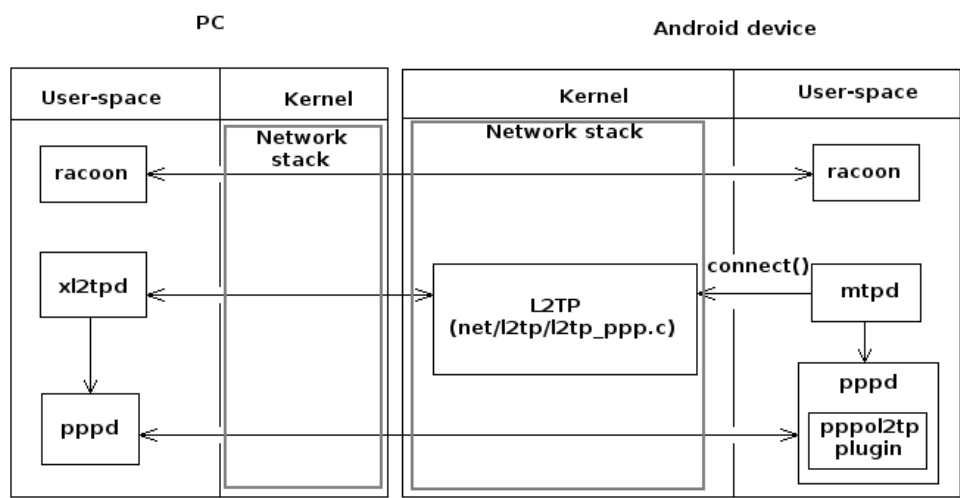 PC
Android device
User-space
Kernel
Kernel
User-space
Network
stack
Network stack
racoon
racoon
xl2tpd
L2TP
(net/l2tp/l2tp_ppp.c)
connect()
mtpd
pppd
pppd
pppol2tp
plugin